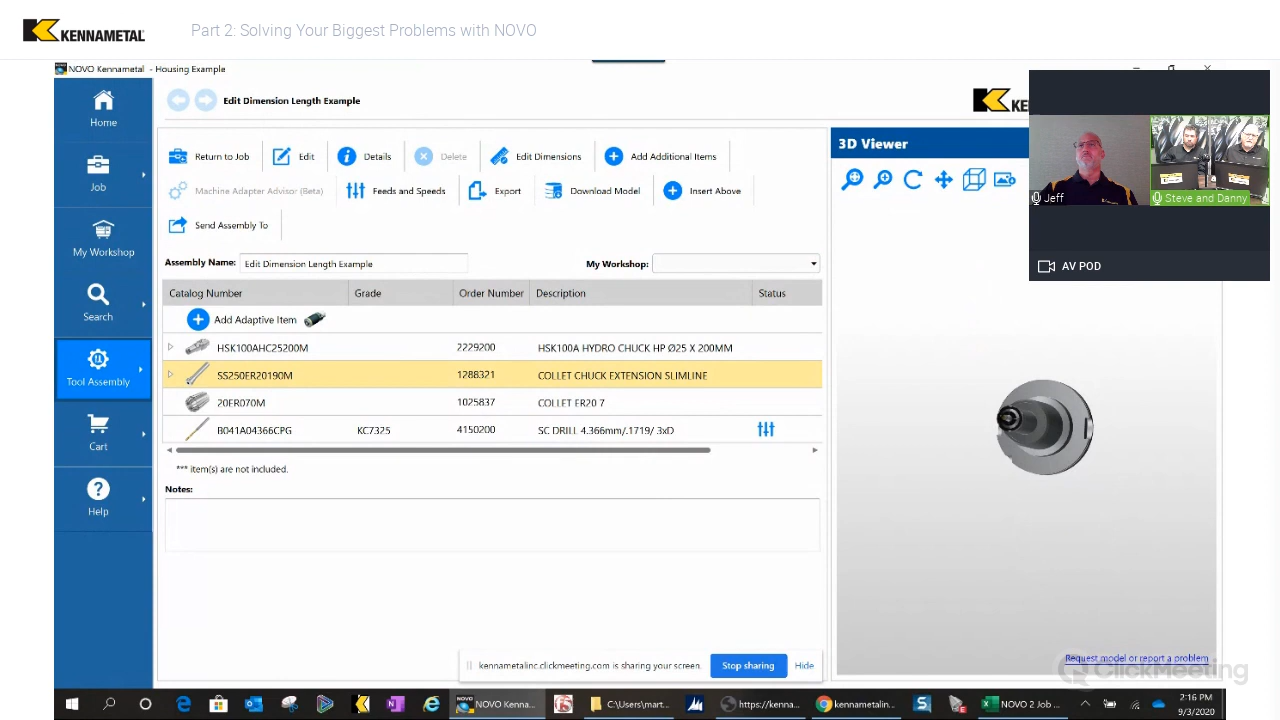 KENNAMETAL
Part 2: Solving Your Biggest Problems with NOVO
NOVO Kennametal - Housing Example
Home
Job
My Workshop
Search
Tool Assembly
Cart
Help
Edit Dimension Length Example
KE
Return to Job
Edit
Details
Delete
Edit Dimensions
Add Additional Items
Machine Adapter Advisor (Beta)
Feeds and Speeds
Export
Download Model
Insert Above
Send Assembly To
Assembly Name: Edit Dimension Length Example
My Workshop:
Catalog Number Grade Order Number Description Status
Add Adaptive Item
HSK100AHC25200M 2229200 HSK100A HYDRO CHUCK HP Ø25 X 200MM
SS250ER20190M 1288321 COLLET CHUCK EXTENSION SLIMLINE
20ER070M 1025837 COLLET ER20 7
B041A04366CPG KC7325 4150200 SC DRILL 4.366mm/.1719/ 3xD
*** item(s) are not included.
Notes:
3D Viewer
Jeff
Steve and Danny
AV POD
Request model or report a problem
ClickMeeting
kennametalinc.clickmeeting.com is sharing your screen.
Stop sharing
Hide
NOVO Kenna...
C:\Users\mart...
https://kenna...
kennametalin...
NOVO 2 Job ...
2:16 PM
9/3/2020